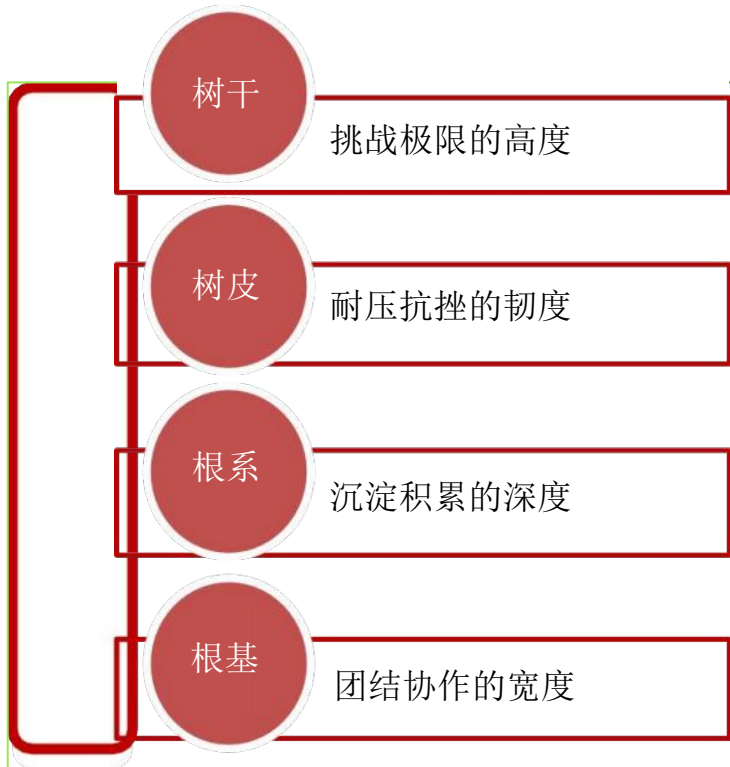 树干
挑战极限的高度
树皮
耐压抗挫的韧度
根系
沉淀积累的深度
根基
团结协作的宽度